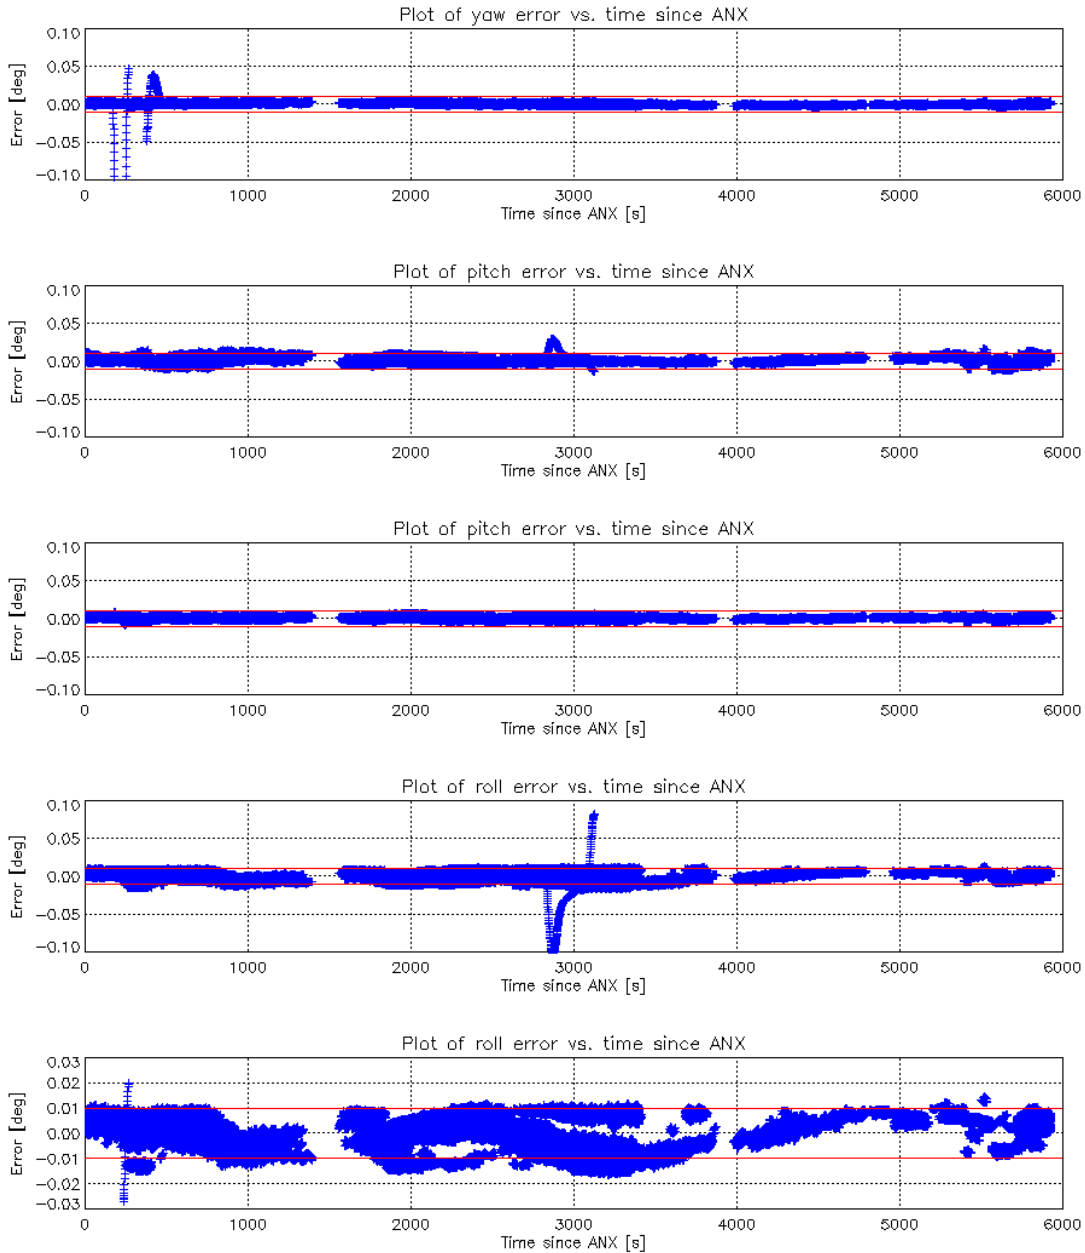 Plot of yaw error vs. time since ANX
0.10
0.05
0.00
−0.05
−0.10
Error [deg]
0 1000 2000 3000 4000 5000 6000
Time since ANX [s]
Plot of pitch error vs. time since ANX
0.10
0.05
0.00
−0.05
−0.10
Error [deg]
0 1000 2000 3000 4000 5000 6000
Time since ANX [s]
Plot of pitch error vs. time since ANX
0.10
0.05
0.00
−0.05
−0.10
Error [deg]
0 1000 2000 3000 4000 5000 6000
Time since ANX [s]
Plot of roll error vs. time since ANX
0.10
0.05
0.00
−0.05
−0.10
Error [deg]
0 1000 2000 3000 4000 5000 6000
Time since ANX [s]
Plot of roll error vs. time since ANX
0.03
0.02
0.01
0.00
−0.01
−0.02
−0.03
Error [deg]
0 1000 2000 3000 4000 5000 6000
Time since ANX [s]